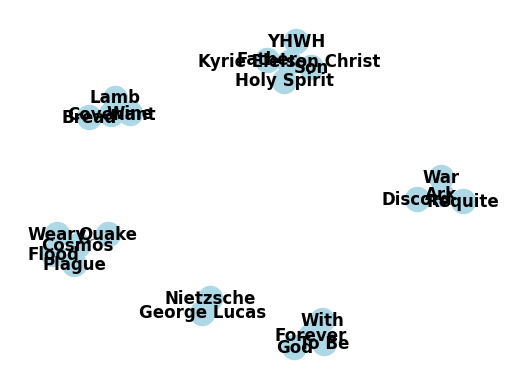 YHWH
Father
Kyrie Eleison Christ
Son
Holy Spirit
Lamb
Covenant
Wine
Bread
War
Ark
Discord
Requite
Weary
Quake
Cosmos
Flood
Plague
Nietzsche
George Lucas
With
Forever
To Be
God